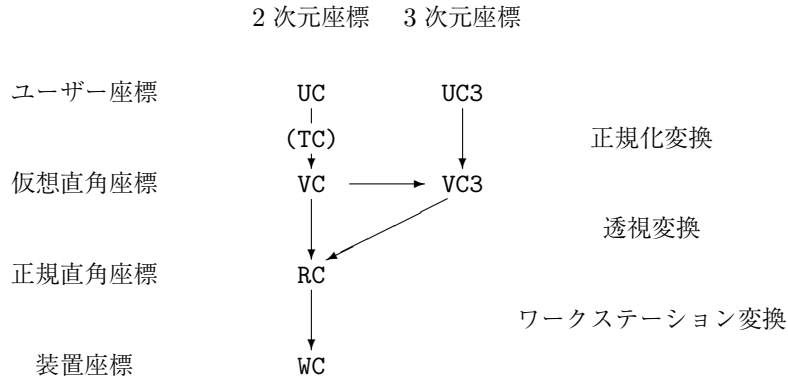 2 次元座標 3 次元座標
ユーザー座標 UC UC3
(TC) 正規化変換
仮想直角座標 VC VC3
透視変換
正規直角座標 RC
ワークステーション変換
装置座標 WC